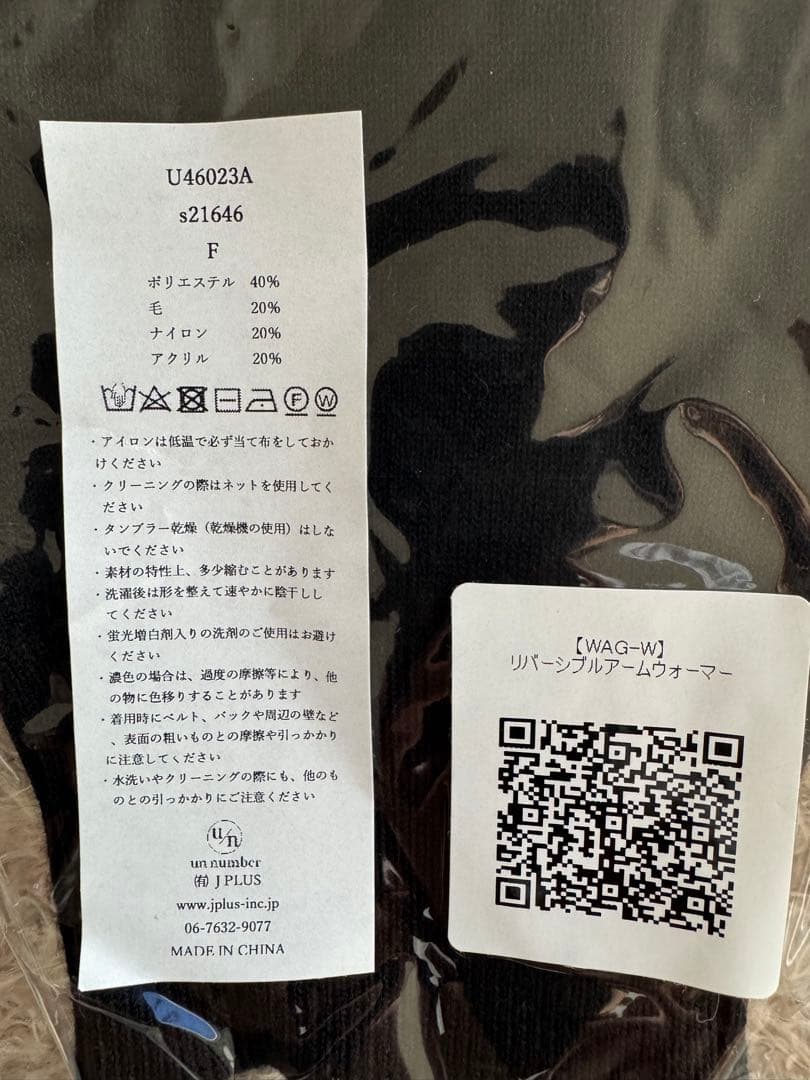 U46023A
s21646
F
ポリエステル 40%
毛 20%
ナイロン 20%
アクリル 20%
F W
・アイロンは低温で必ず当て布をしておか
けください
・クリーニングの際はネットを使用してく
ださい
・タンブラー乾燥（乾燥機の使用）はしな
いでください
・素材の特性上、多少縮むことがあります
・洗濯後は形を整えて速やかに陰干しし
てください
・蛍光増白剤入りの洗剤のご使用はお避け
ください
・濃色の場合は、過度の摩擦等により、他
の物に色移りすることがあります
・着用時にベルト、バックや周辺の壁など
、表面の粗いものとの摩擦や引っかかり
に注意してください
・水洗いやクリーニングの際にも、他のも
のとの引っかかりにご注意ください
u/n
un number
(有) J PLUS
www.jplus-inc.jp
06-7632-9077
MADE IN CHINA
【WAG-W】
リバーシブルアームウォーマー